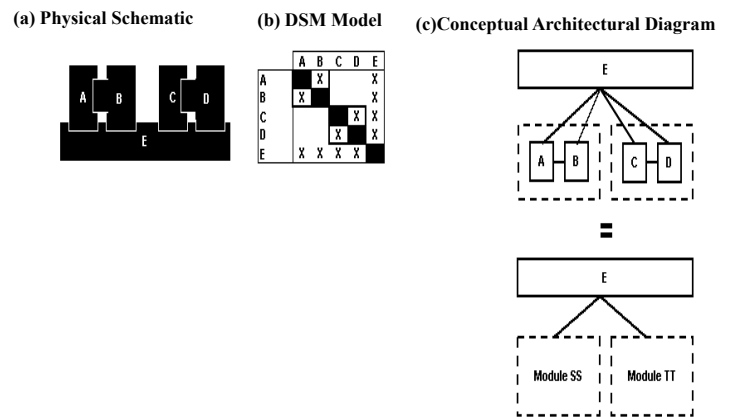 (a) Physical Schematic
A B C D
E
(b) DSM Model
A B C D E
A X X
B X X
C X X
D X X
E X X X X
(c)Conceptual Architectural Diagram
E
A B C D
=
E
Module SS Module TT